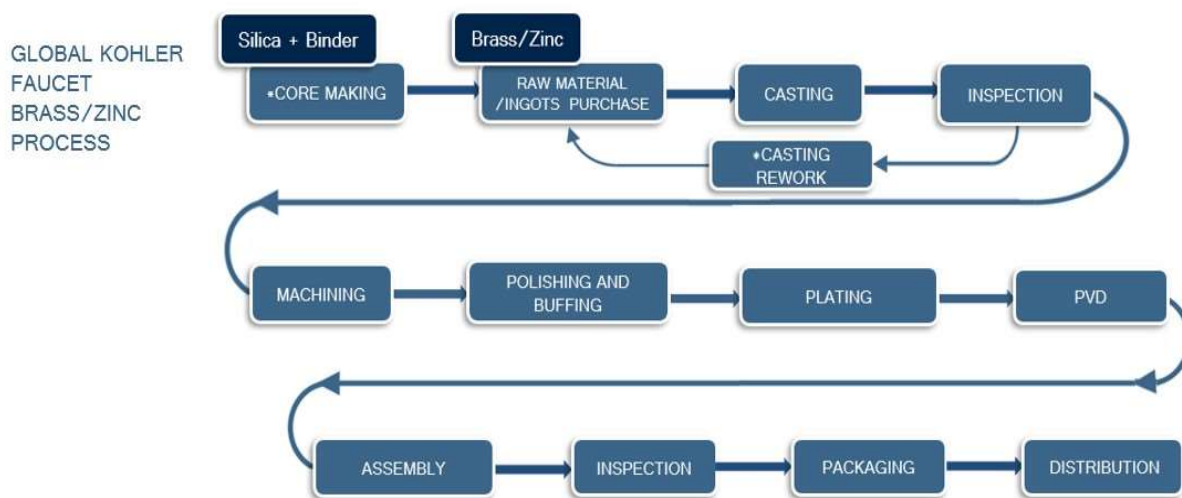 GLOBAL KOHLER
FAUCET
BRASS/ZINC
PROCESS
Silica + Binder
*CORE MAKING
Brass/Zinc
RAW MATERIAL
/INGOTS PURCHASE
CASTING
INSPECTION
*CASTING
REWORK
MACHINING
POLISHING AND
BUFFING
PLATING
PVD
ASSEMBLY
INSPECTION
PACKAGING
DISTRIBUTION